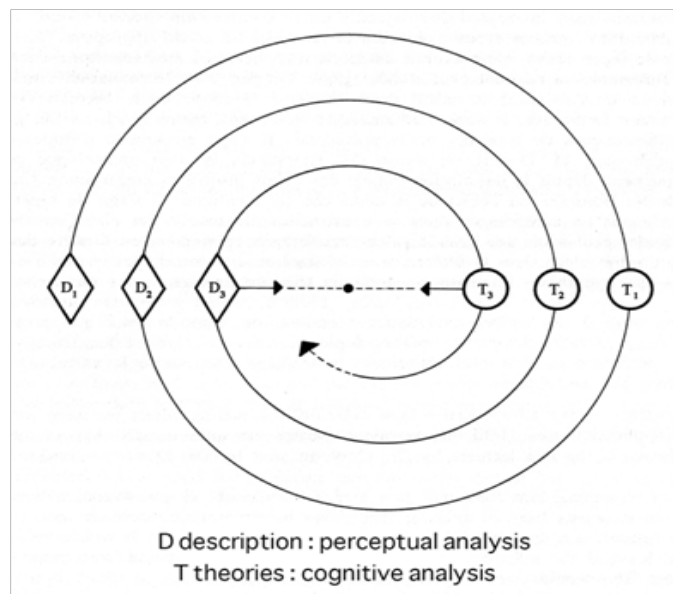 D1 D2 D3 T3 T2 T1
D description : perceptual analysis
T theories : cognitive analysis